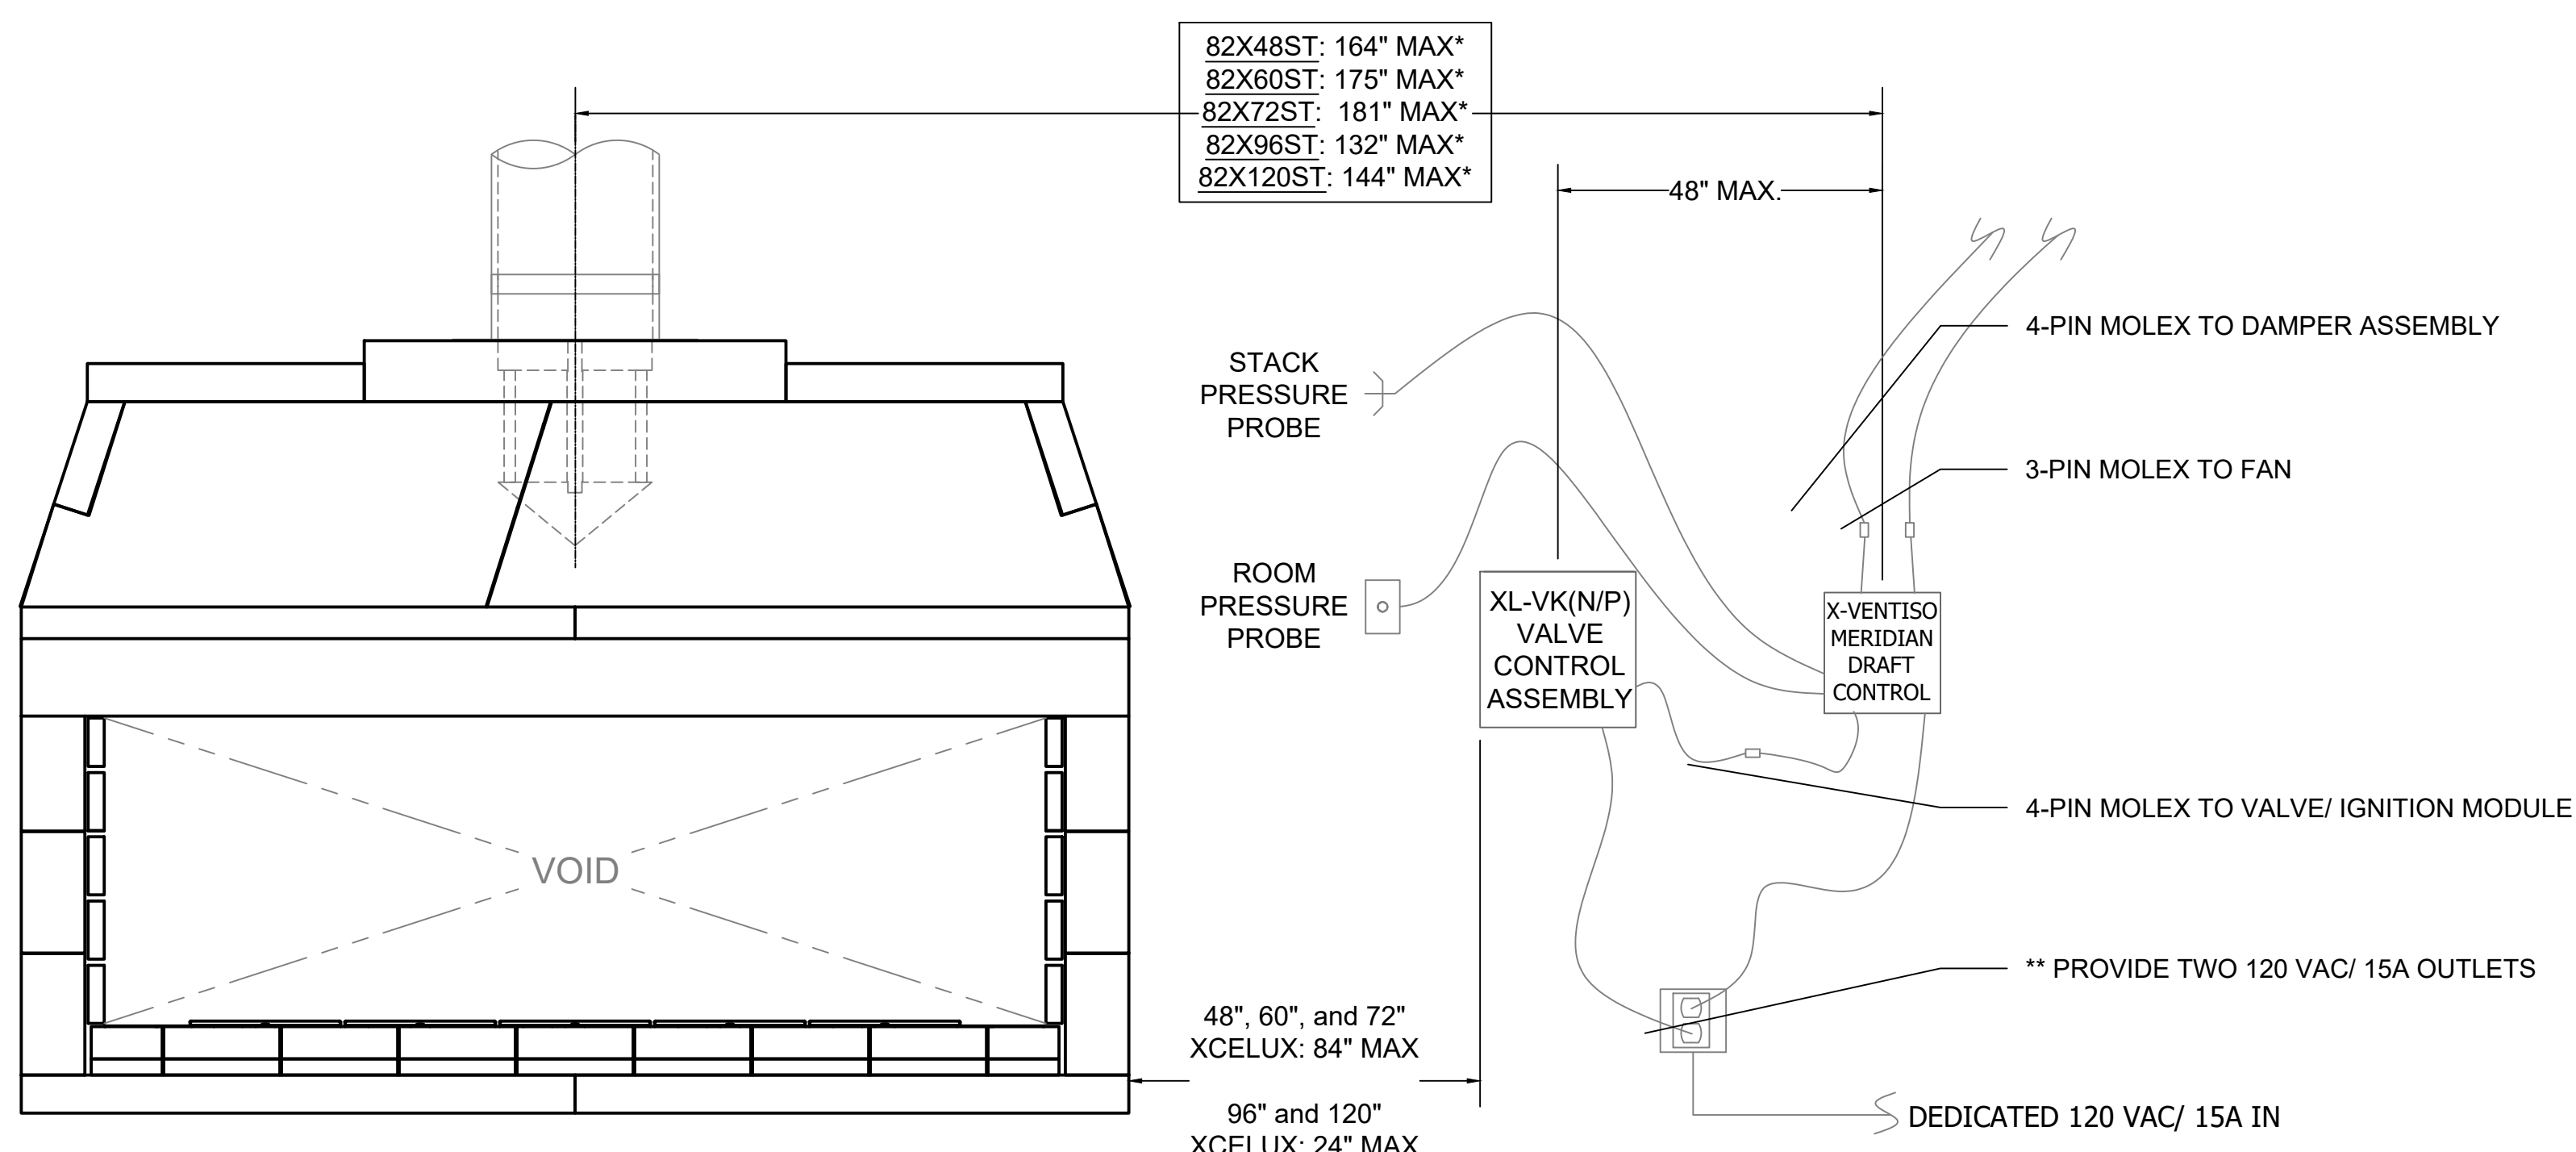 82X48ST: 164" MAX*
82X60ST: 175" MAX*
82X72ST: 181" MAX*
82X96ST: 132" MAX*
82X120ST: 144" MAX*
48" MAX.
4-PIN MOLEX TO DAMPER ASSEMBLY
STACK
PRESSURE
PROBE
3-PIN MOLEX TO FAN
ROOM
PRESSURE
PROBE
XL-VK(N/P)
VALVE
CONTROL
ASSEMBLY
X-VENTISO
MERIDIAN
DRAFT
CONTROL
4-PIN MOLEX TO VALVE/ IGNITION MODULE
VOID
** PROVIDE TWO 120 VAC/ 15A OUTLETS
48", 60", and 72"
XCELUX: 84" MAX
96" and 120"
XCELUX: 24" MAX
DEDICATED 120 VAC/ 15A IN